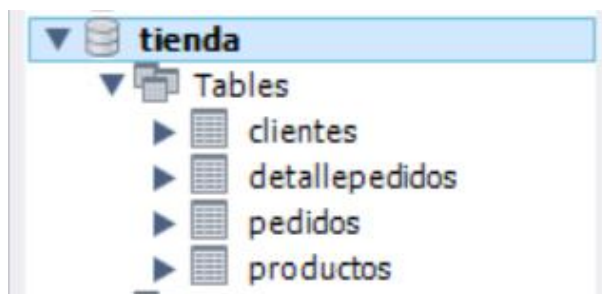 tienda
Tables
clientes
detallepedidos
pedidos
productos